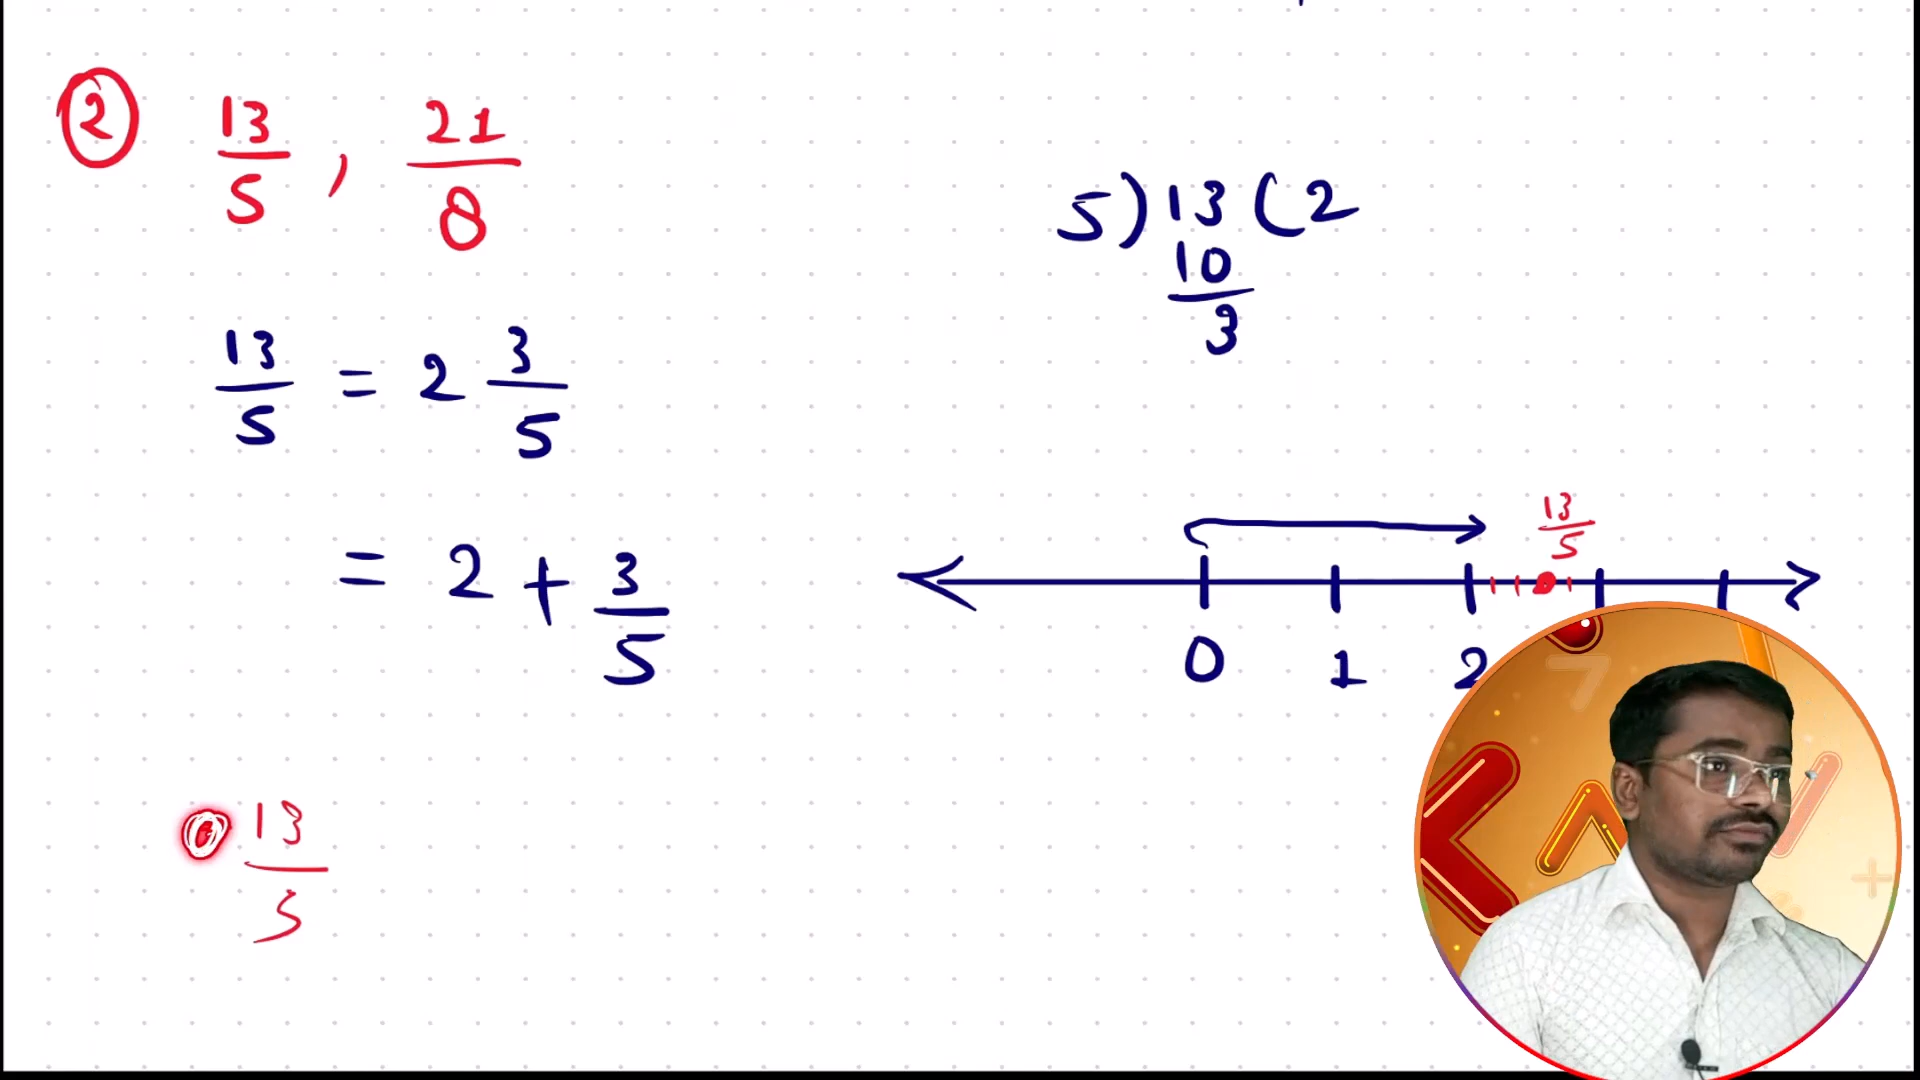 ② 13/5 , 21/8
5)13(2
10
3
13/5 = 2 3/5
= 2 + 3/5
13/5
0 1 2
13/5